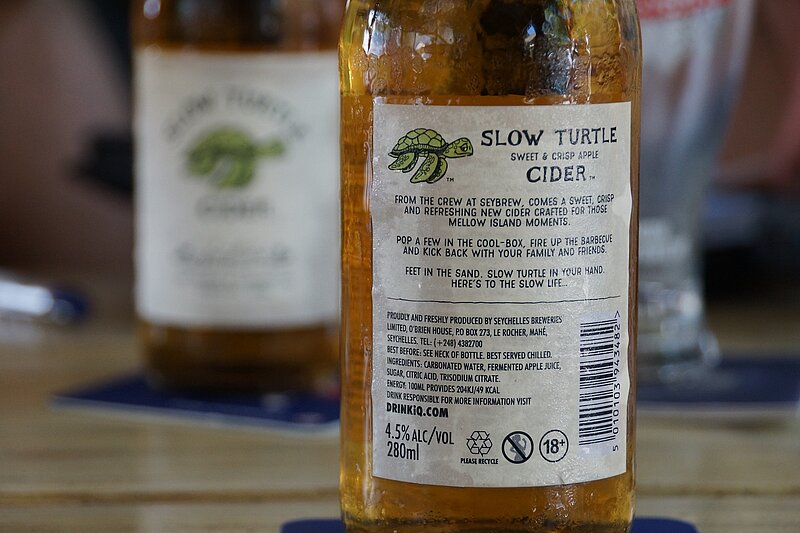 SLOW TURTLE
CIDER
SLOW TURTLE
SWEET & CRISP APPLE
CIDER™
TM
FROM THE CREW AT SEYBREW, COMES A SWEET, CRISP
AND REFRESHING NEW CIDER CRAFTED FOR THOSE
MELLOW ISLAND MOMENTS.
POP A FEW IN THE COOL-BOX, FIRE UP THE BARBECUE
AND KICK BACK WITH YOUR FAMILY AND FRIENDS.
FEET IN THE SAND. SLOW TURTLE IN YOUR HAND.
HERE'S TO THE SLOW LIFE...
PROUDLY AND FRESHLY PRODUCED BY SEYCHELLES BREWERIES
LIMITED, O'BRIEN HOUSE, P.O BOX 273, LE ROCHER, MAHÉ,
SEYCHELLES. TEL: (+248) 4382700
BEST BEFORE: SEE NECK OF BOTTLE. BEST SERVED CHILLED.
INGREDIENTS: CARBONATED WATER, FERMENTED APPLE JUICE,
SUGAR, CITRIC ACID, TRISODIUM CITRATE.
ENERGY: 100ML PROVIDES 204KJ/49 KCAL
DRINK RESPONSIBLY FOR MORE INFORMATION VISIT
DRINKiQ.COM
4.5% ALC/VOL
280ml
PLEASE RECYCLE
18+
5 010103 943482 >